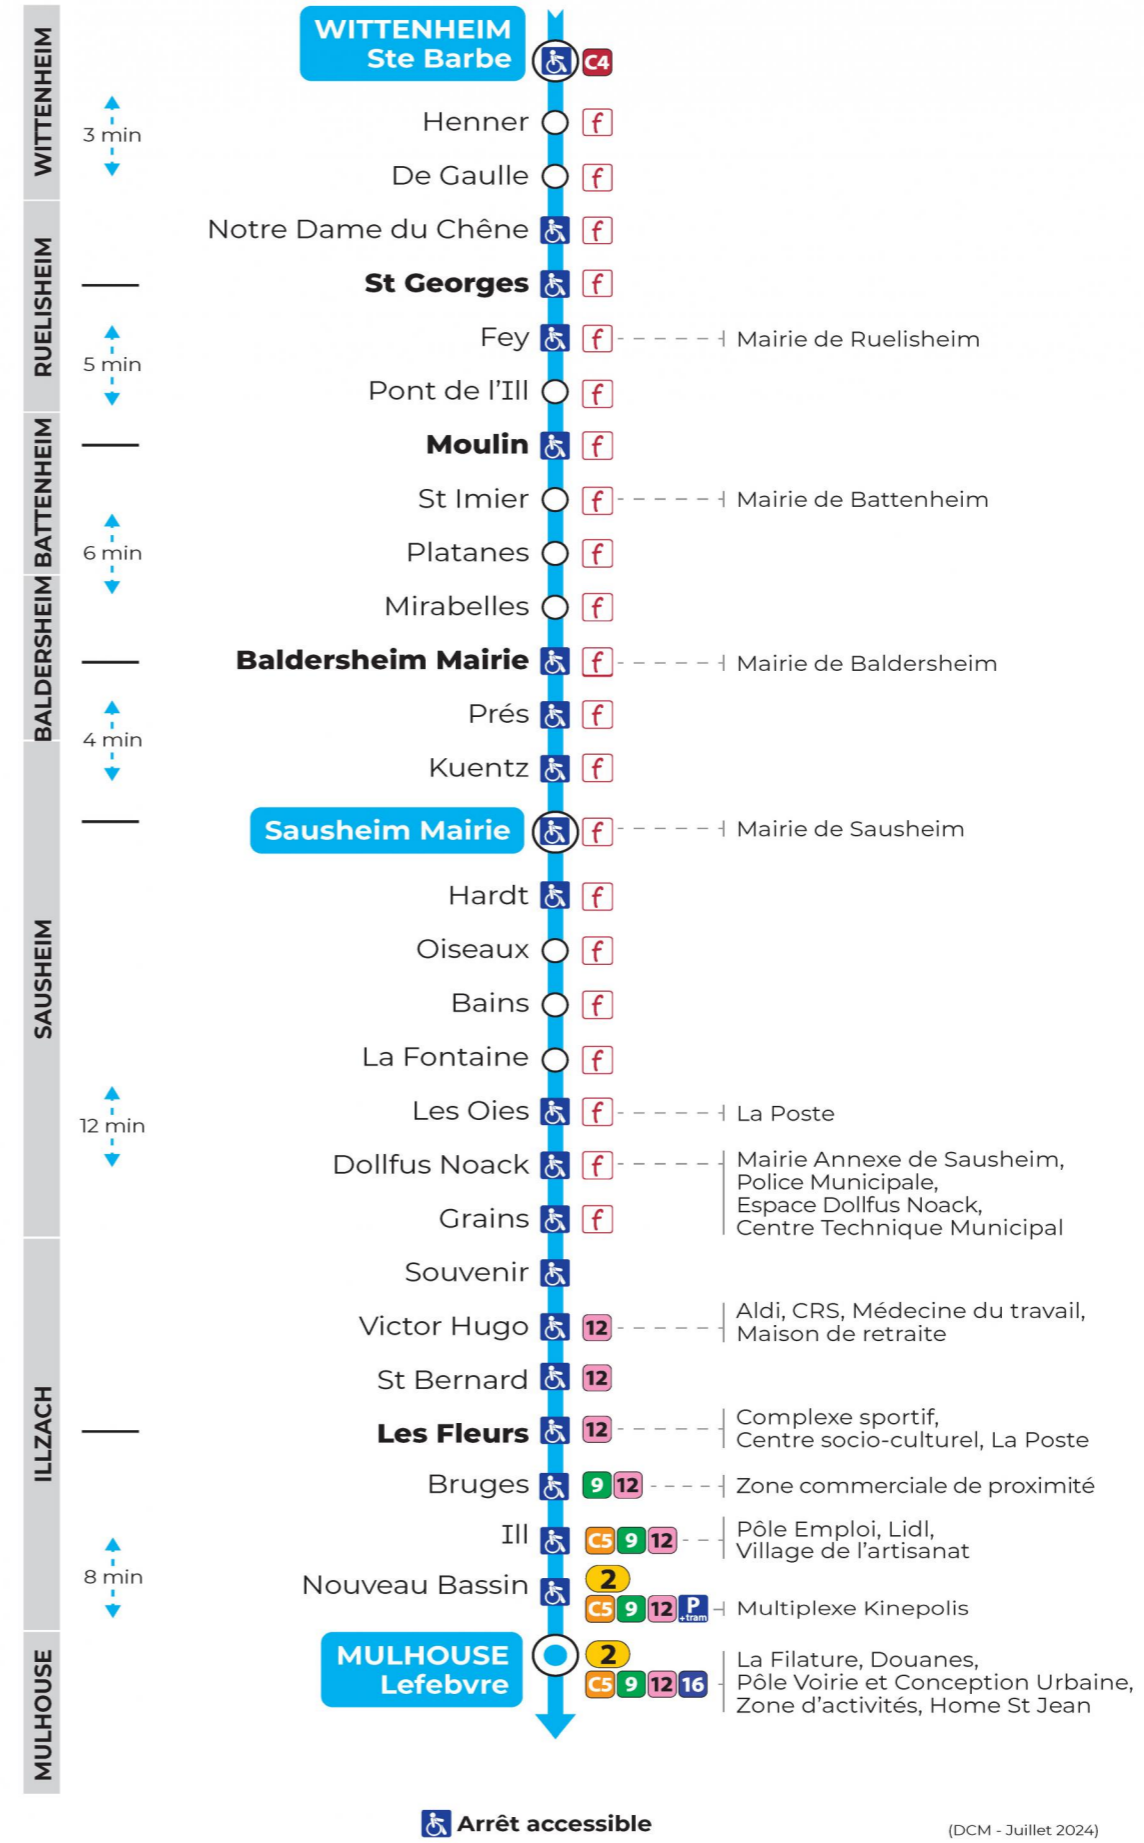 WITTENHEIM
WITTENHEIM
Ste Barbe
C4
3 min
Henner f
De Gaulle f
RUELISHEIM
Notre Dame du Chêne f
St Georges f
Fey f Mairie de Ruelisheim
5 min
Pont de l'Ill f
BATTENHEIM
Moulin f
St Imier f Mairie de Battenheim
6 min
Platanes f
BALDERSHEIM
Mirabelles f
Baldersheim Mairie f Mairie de Baldersheim
Prés f
4 min
Kuentz f
SAUSHEIM
Sausheim Mairie f Mairie de Sausheim
Hardt f
Oiseaux f
Bains f
La Fontaine f
12 min
Les Oies f La Poste
Dollfus Noack f Mairie Annexe de Sausheim,
Police Municipale,
Espace Dollfus Noack,
Grains f Centre Technique Municipal
ILLZACH
Souvenir
Victor Hugo 12 Aldi, CRS, Médecine du travail,
Maison de retraite
St Bernard 12
Les Fleurs 12 Complexe sportif,
Centre socio-culturel, La Poste
Bruges 9 12 Zone commerciale de proximité
Ill C5 9 12 Pôle Emploi, Lidl,
Village de l'artisanat
8 min
Nouveau Bassin 2
C5 9 12 P +tram Multiplexe Kinepolis
MULHOUSE
MULHOUSE 2
Lefebvre C5 9 12 16
La Filature, Douanes,
Pôle Voirie et Conception Urbaine,
Zone d'activités, Home St Jean
Arrêt accessible
(DCM - Juillet 2024)